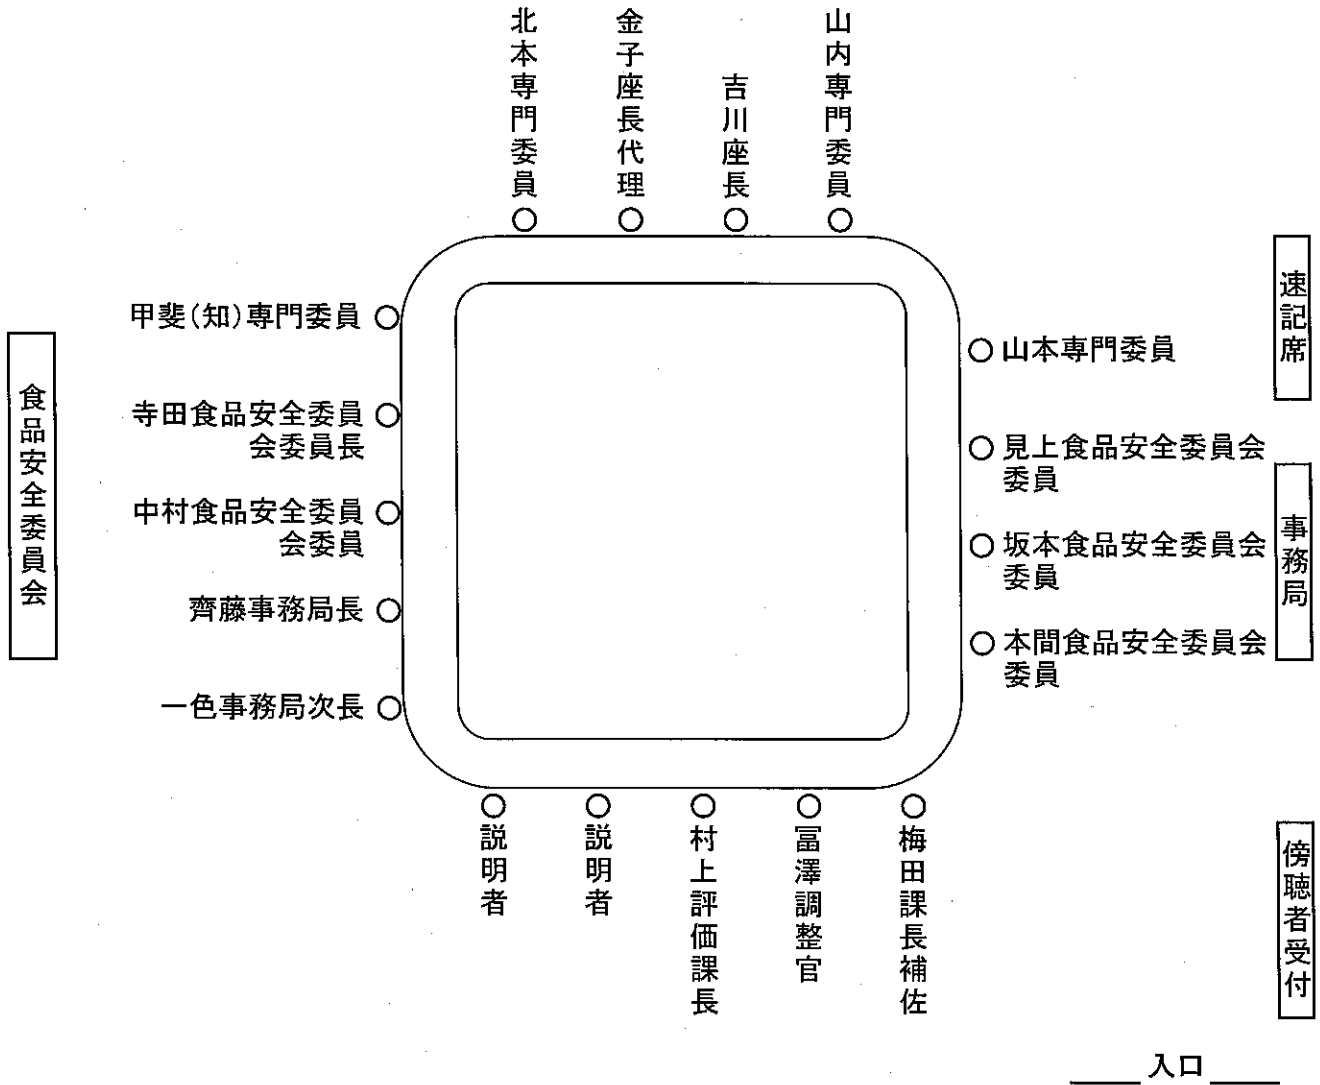 北本専門委員
金子座長代理
吉川座長
山内専門委員
甲斐(知)専門委員
寺田食品安全委員
会委員長
中村食品安全委員
会委員
齊藤事務局長
一色事務局次長
食品安全委員会
山本専門委員
見上食品安全委員会
委員
坂本食品安全委員会
委員
本間食品安全委員会
委員
速記席
事務局
説明者
説明者
村上評価課長
冨澤調整官
梅田課長補佐
傍聴者受付
入口